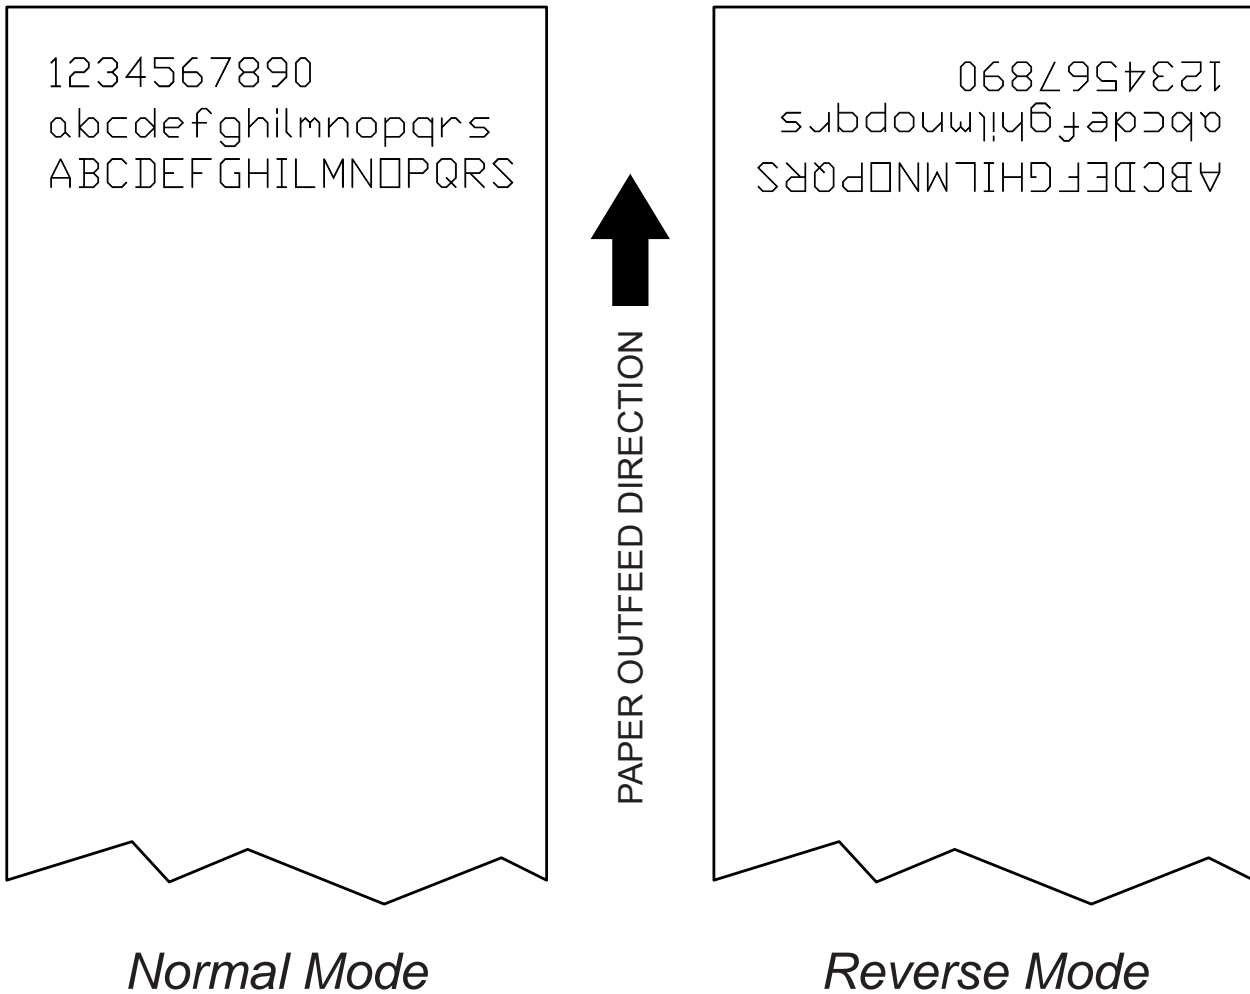 1234567890
abcdefghilmnopqrs
ABCDEFGHILMNOPQRS
PAPER OUTFEED DIRECTION
1234567890
abcdefghilmnopqrs
ABCDEFGHILMNOPQRS
Normal Mode
Reverse Mode